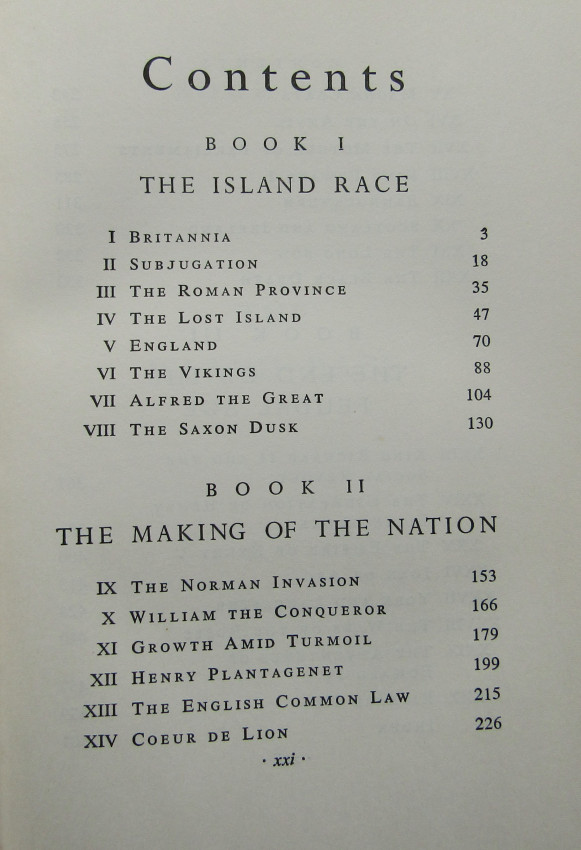 Contents
BOOK I
THE ISLAND RACE
I BRITANNIA 3
II SUBJUGATION 18
III THE ROMAN PROVINCE 35
IV THE LOST ISLAND 47
V ENGLAND 70
VI THE VIKINGS 88
VII ALFRED THE GREAT 104
VIII THE SAXON DUSK 130
BOOK II
THE MAKING OF THE NATION
IX THE NORMAN INVASION 153
X WILLIAM THE CONQUEROR 166
XI GROWTH AMID TURMOIL 179
XII HENRY PLANTAGENET 199
XIII THE ENGLISH COMMON LAW 215
XIV COEUR DE LION 226
· xxi ·